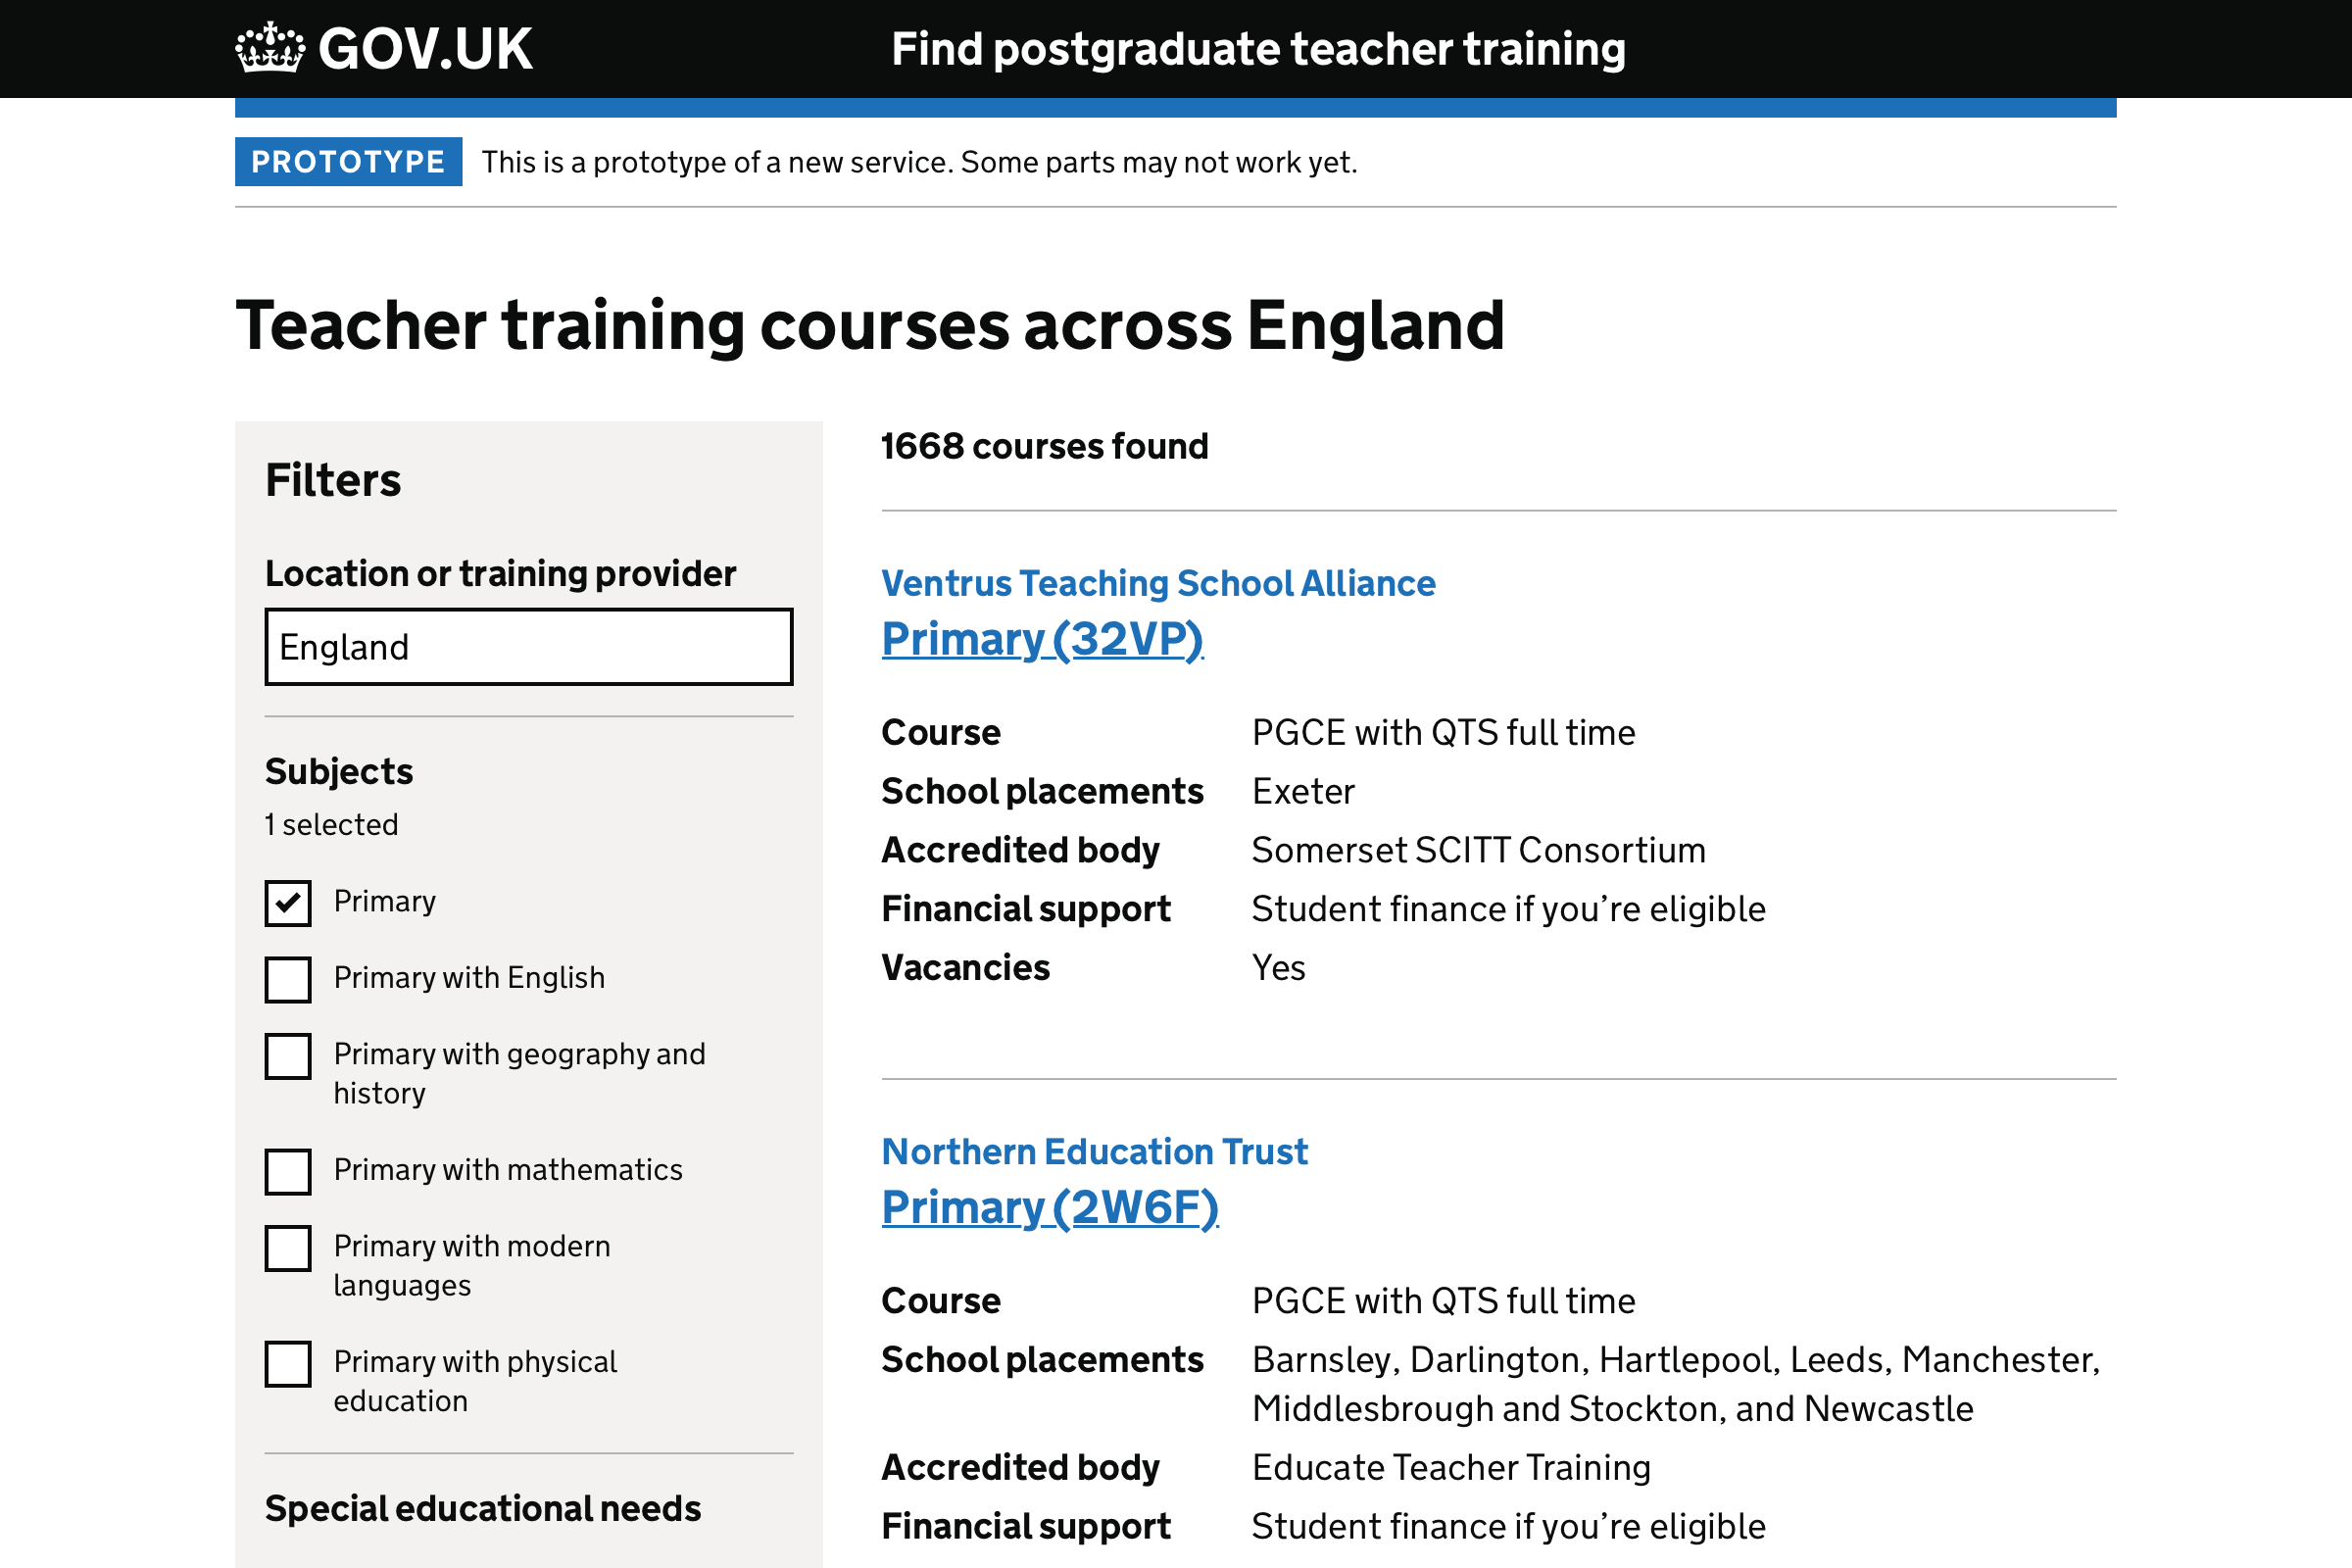 GOV.UK
Find postgraduate teacher training
PROTOTYPE This is a prototype of a new service. Some parts may not work yet.
Teacher training courses across England
Filters
Location or training provider
England
Subjects
1 selected
Primary
Primary with English
Primary with geography and
history
Primary with mathematics
Primary with modern
languages
Primary with physical
education
Special educational needs
1668 courses found
Ventrus Teaching School Alliance
Primary (32VP)
Course PGCE with QTS full time
School placements Exeter
Accredited body Somerset SCITT Consortium
Financial support Student finance if you’re eligible
Vacancies Yes
Northern Education Trust
Primary (2W6F)
Course PGCE with QTS full time
School placements Barnsley, Darlington, Hartlepool, Leeds, Manchester,
Middlesbrough and Stockton, and Newcastle
Accredited body Educate Teacher Training
Financial support Student finance if you’re eligible